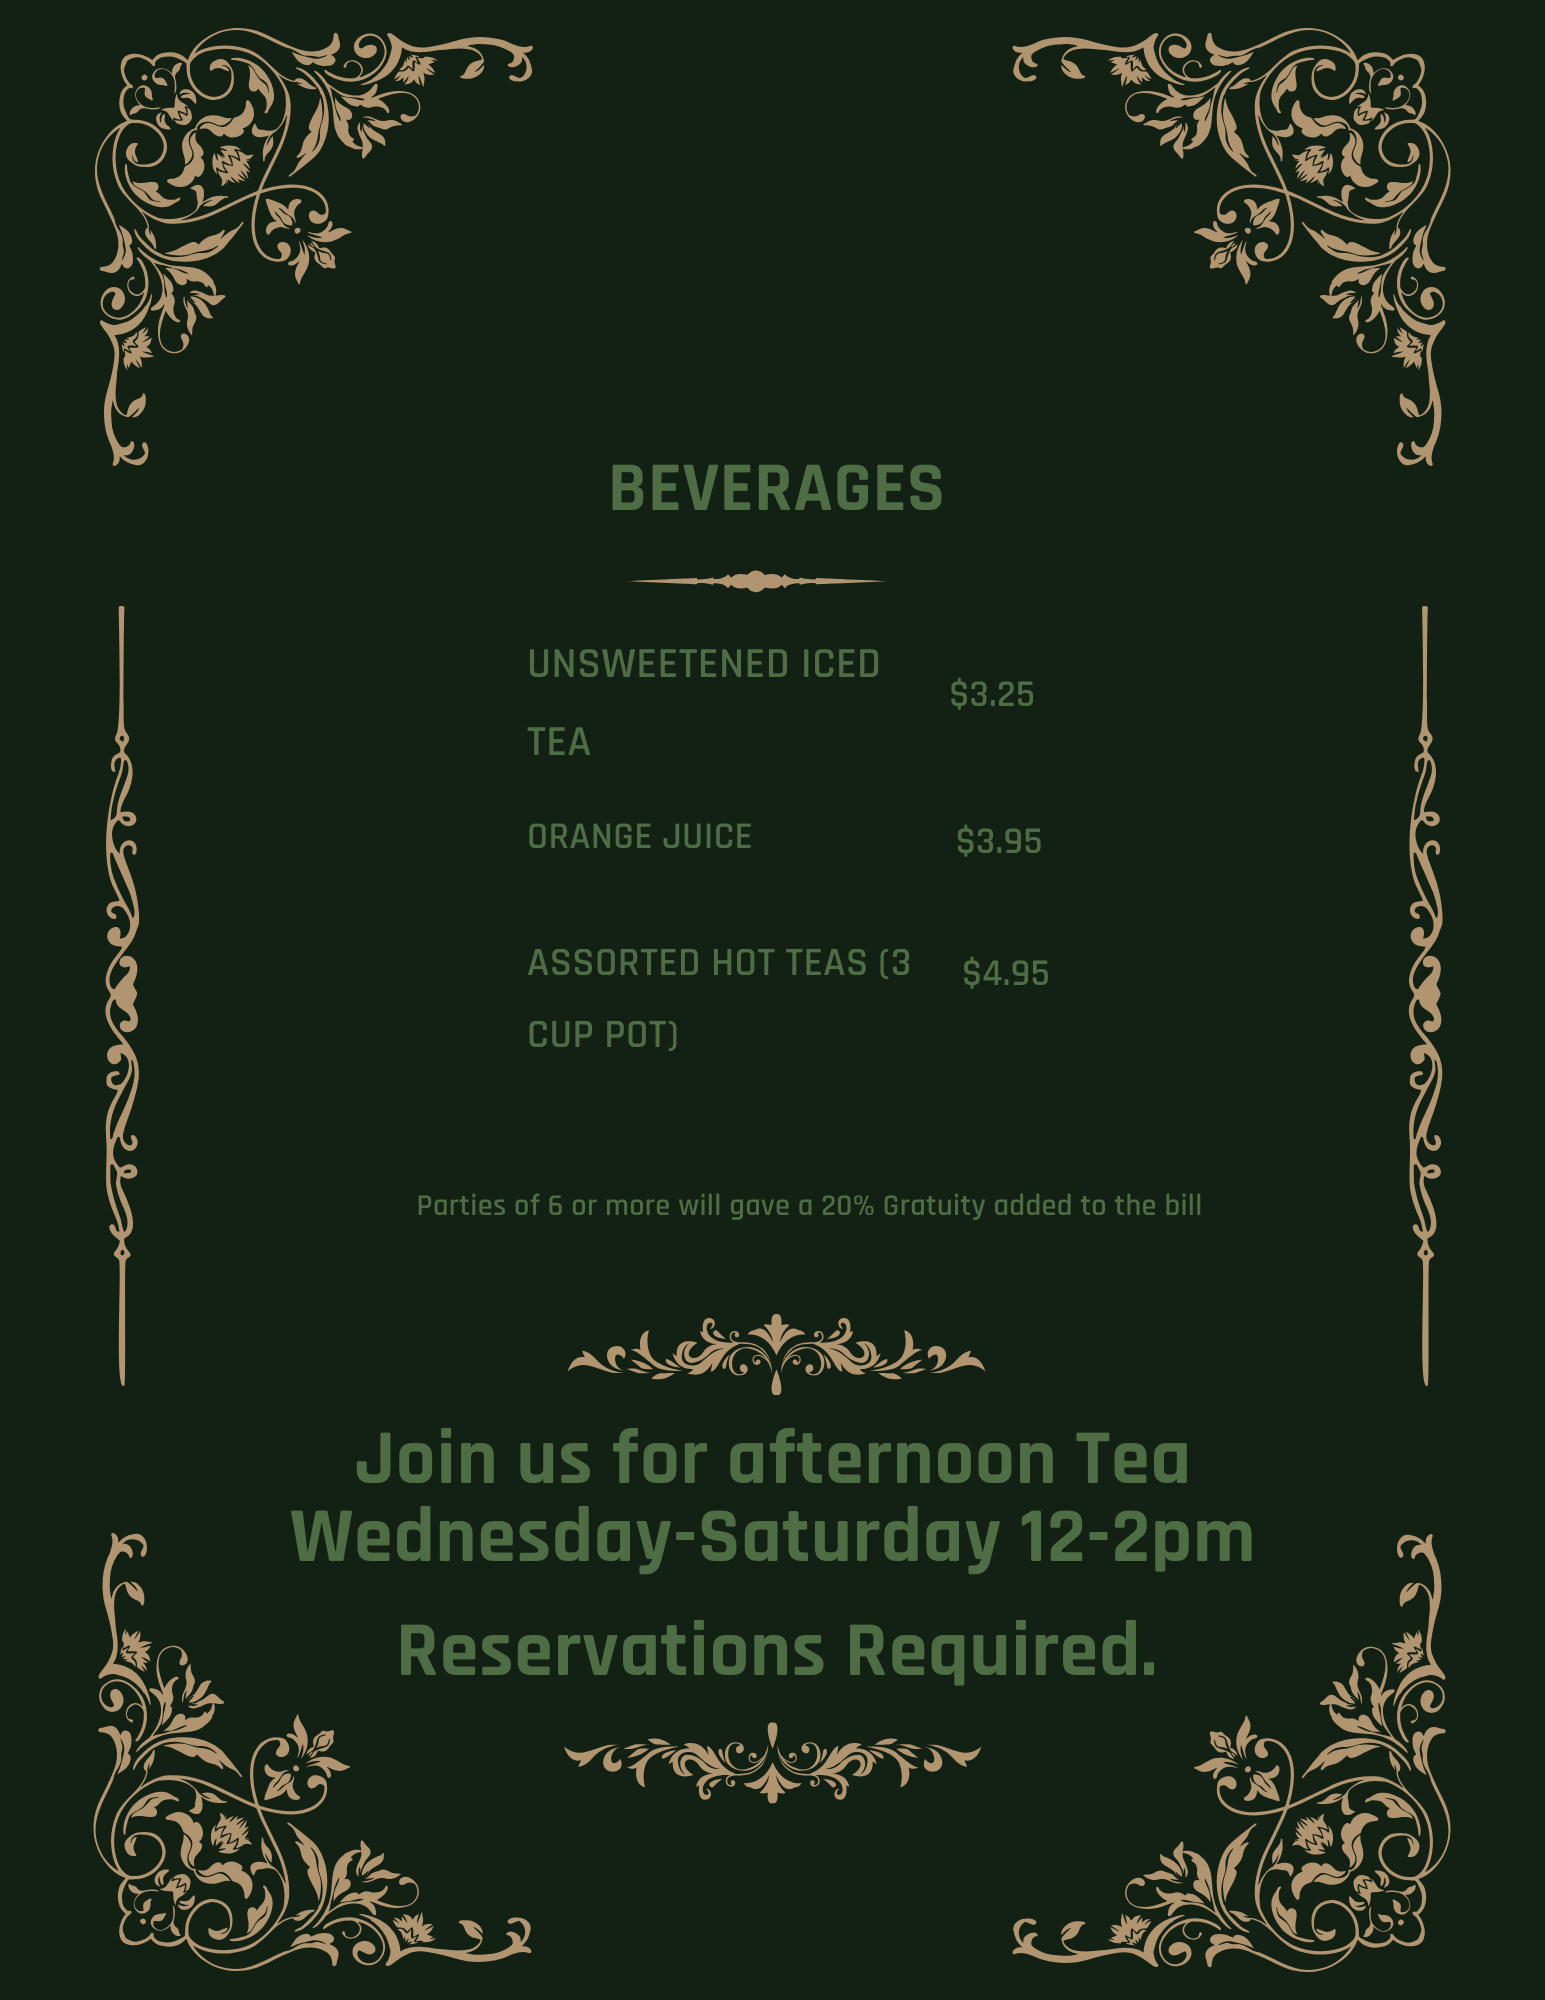 BEVERAGES
UNSWEETENED ICED
TEA
$3.25
ORANGE JUICE
$3.95
ASSORTED HOT TEAS (3
CUP POT)
$4.95
Parties of 6 or more will gave a 20% Gratuity added to the bill
Join us for afternoon Tea
Wednesday-Saturday 12-2pm
Reservations Required.